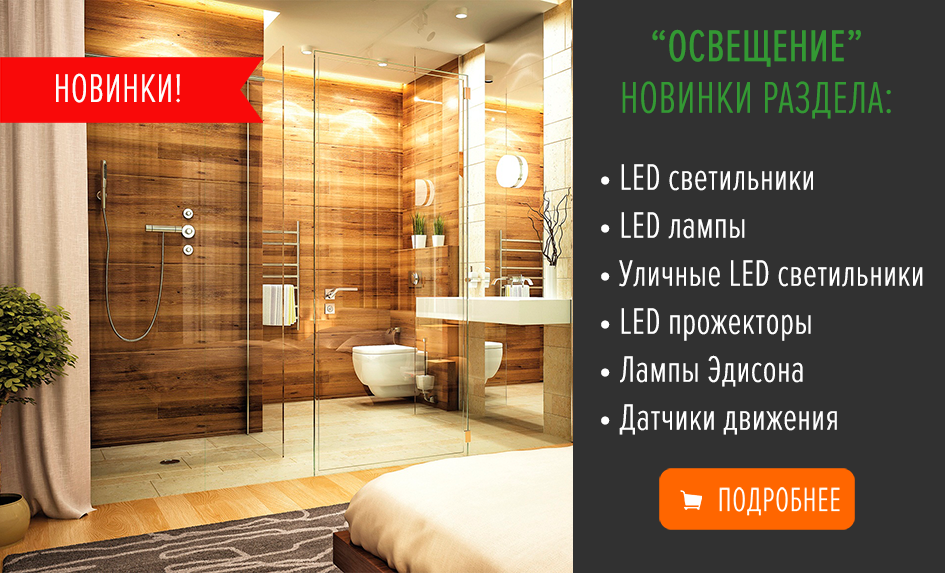 НОВИНКИ!
“ОСВЕЩЕНИЕ”
НОВИНКИ РАЗДЕЛА:
• LED светильники
• LED лампы
• Уличные LED светильники
• LED прожекторы
• Лампы Эдисона
• Датчики движения
ПОДРОБНЕЕ